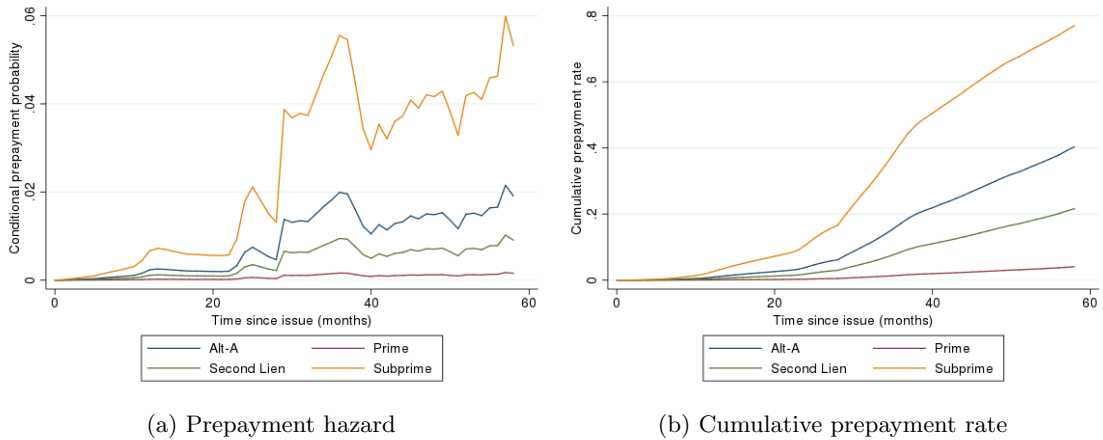 Conditional prepayment probability
.06
.04
.02
0
0
20
40
60
Time since issue (months)
Alt-A
Prime
Second Lien
Subprime
(a) Prepayment hazard
Cumulative prepayment rate
.8
.6
.4
.2
0
0
20
40
60
Time since issue (months)
Alt-A
Prime
Second Lien
Subprime
(b) Cumulative prepayment rate